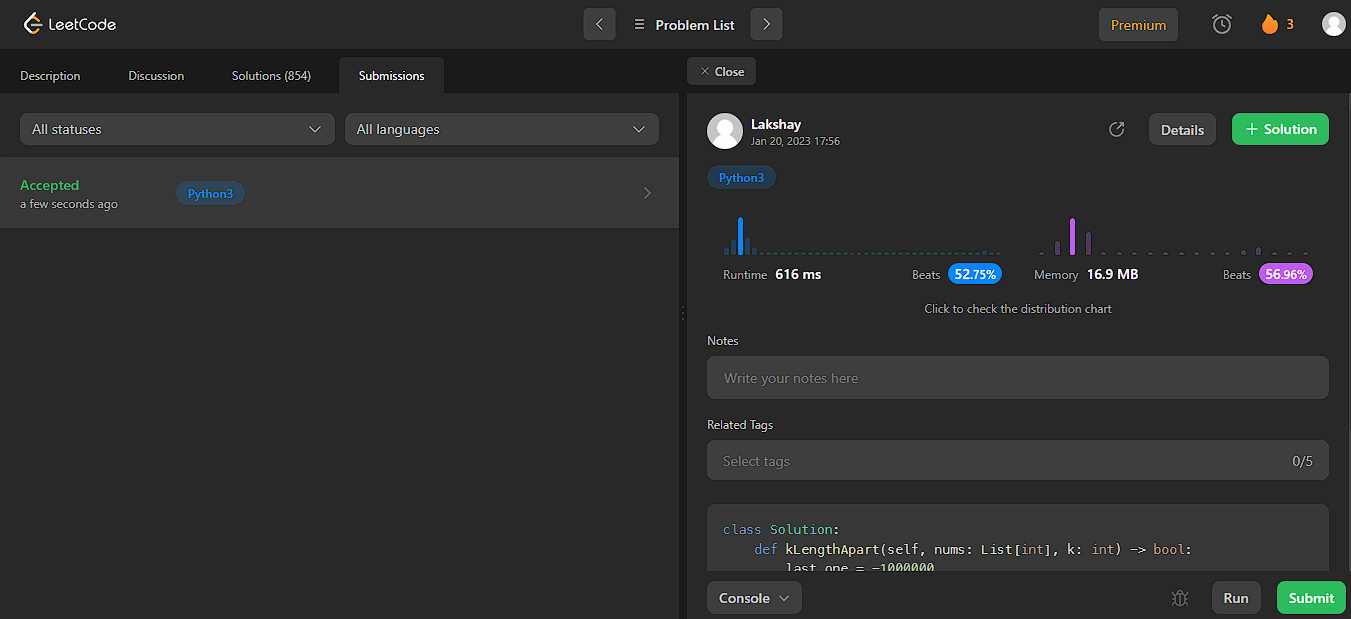 LeetCode
Problem List
Premium
3
Description
Discussion
Solutions (854)
Submissions
All statuses
All languages
Accepted
a few seconds ago
Python3
Close
Lakshay
Jan 20, 2023 17:56
Details
+ Solution
Python3
Runtime 616 ms
Beats 52.75%
Memory 16.9 MB
Beats 56.96%
Click to check the distribution chart
Notes
Write your notes here
Related Tags
Select tags
0/5
class Solution:
def kLengthApart(self, nums: List[int], k: int) -> bool:
last_one = -1000000
Console
Run
Submit